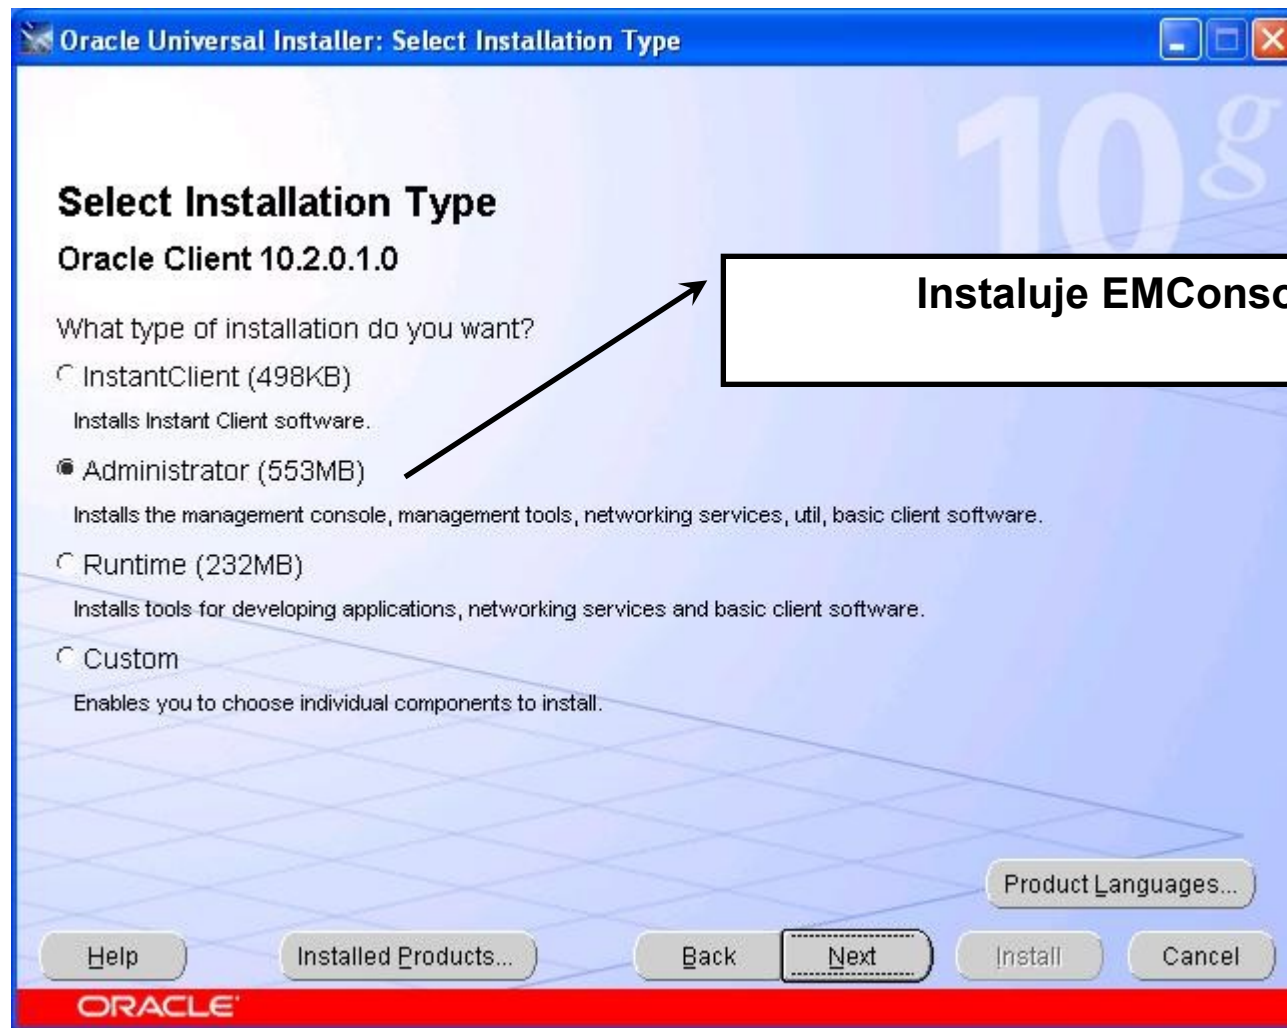 Oracle Universal Installer: Select Installation Type
10g
Select Installation Type
Oracle Client 10.2.0.1.0
Instaluje EMConso
What type of installation do you want?
InstantClient (498KB)
Installs Instant Client software.
Administrator (553MB)
Installs the management console, management tools, networking services, util, basic client software.
Runtime (232MB)
Installs tools for developing applications, networking services and basic client software.
Custom
Enables you to choose individual components to install.
Product Languages...
Help
Installed Products...
Back
Next
Install
Cancel
ORACLE